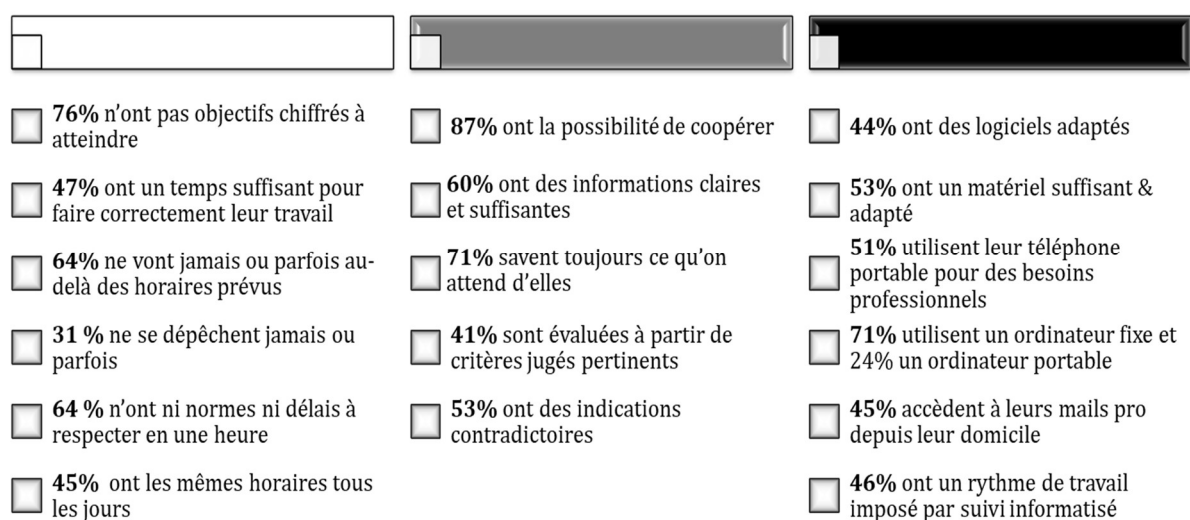 76% n'ont pas objectifs chiffrés à
atteindre
47% ont un temps suffisant pour
faire correctement leur travail
64% ne vont jamais ou parfois au-
delà des horaires prévus
31 % ne se dépêchent jamais ou
parfois
64 % n'ont ni normes ni délais à
respecter en une heure
45% ont les mêmes horaires tous
les jours
87% ont la possibilité de coopérer
60% ont des informations claires
et suffisantes
71% savent toujours ce qu'on
attend d'elles
41% sont évaluées à partir de
critères jugés pertinents
53% ont des indications
contradictoires
44% ont des logiciels adaptés
53% ont un matériel suffisant &
adapté
51% utilisent leur téléphone
portable pour des besoins
professionnels
71% utilisent un ordinateur fixe et
24% un ordinateur portable
45% accèdent à leurs mails pro
depuis leur domicile
46% ont un rythme de travail
imposé par suivi informatisé